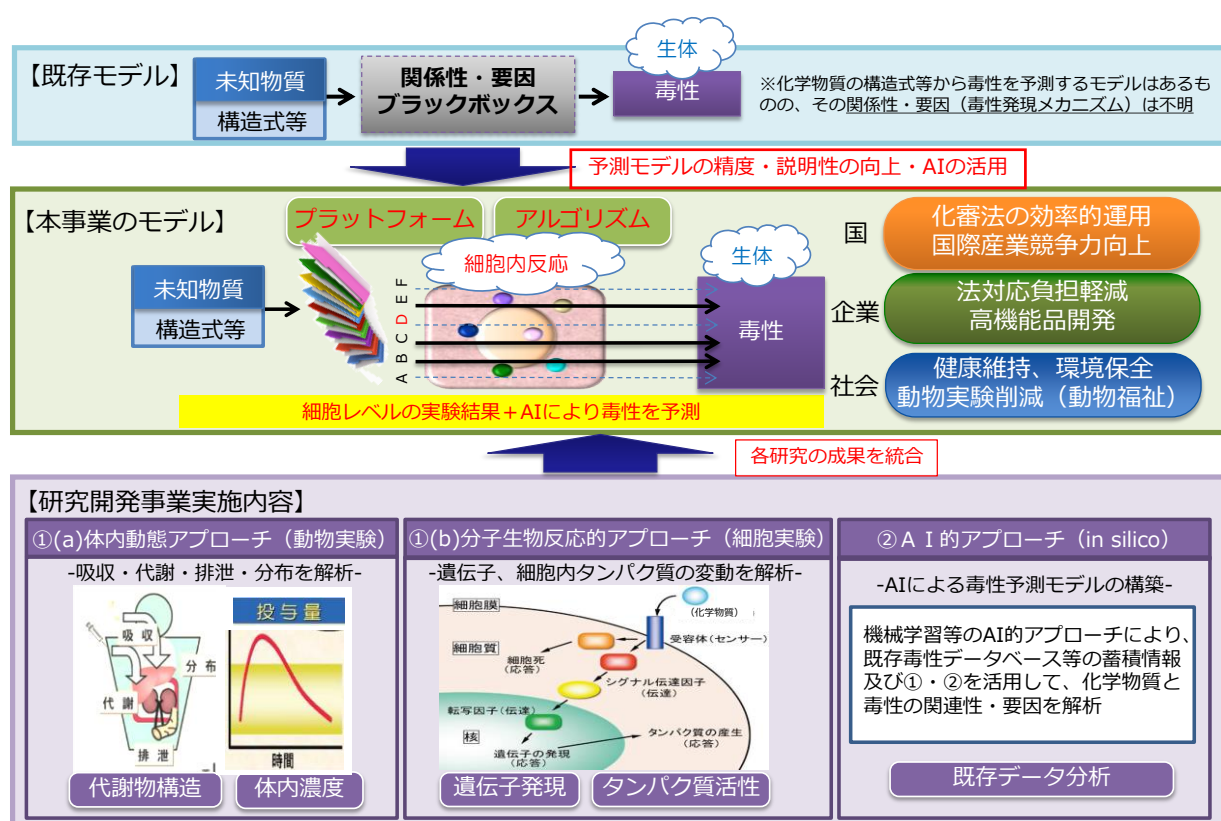 【既存モデル】
未知物質
構造式等
関係性・要因
ブラックボックス
生体
毒性
※化学物質の構造式等から毒性を予測するモデルはあるも
のの、その関係性・要因（毒性発現メカニズム）は不明
予測モデルの精度・説明性の向上・AIの活用
【本事業のモデル】
プラットフォーム
アルゴリズム
未知物質
構造式等
細胞内反応
A B C D E F
生体
毒性
細胞レベルの実験結果＋AIにより毒性を予測
国
化審法の効率的運用
国際産業競争力向上
企業
法対応負担軽減
高機能品開発
社会
健康維持、環境保全
動物実験削減（動物福祉）
各研究の成果を統合
【研究開発事業実施内容】
①(a)体内動態アプローチ（動物実験）
-吸収・代謝・排泄・分布を解析-
吸収
分布
代謝
排泄
投与量
時間
代謝物構造
体内濃度
①(b)分子生物反応的アプローチ（細胞実験）
-遺伝子、細胞内タンパク質の変動を解析-
細胞膜
（化学物質）
細胞質
受容体（センサー）
細胞死
（応答）
シグナル伝達因子
（伝達）
転写因子（伝達）
核
タンパク質の産生
（応答）
遺伝子の発現
（応答）
遺伝子発現
タンパク質活性
②ＡＩ的アプローチ（in silico）
-AIによる毒性予測モデルの構築-
機械学習等のAI的アプローチにより、
既存毒性データベース等の蓄積情報
及び①・②を活用して、化学物質と
毒性の関連性・要因を解析
既存データ分析